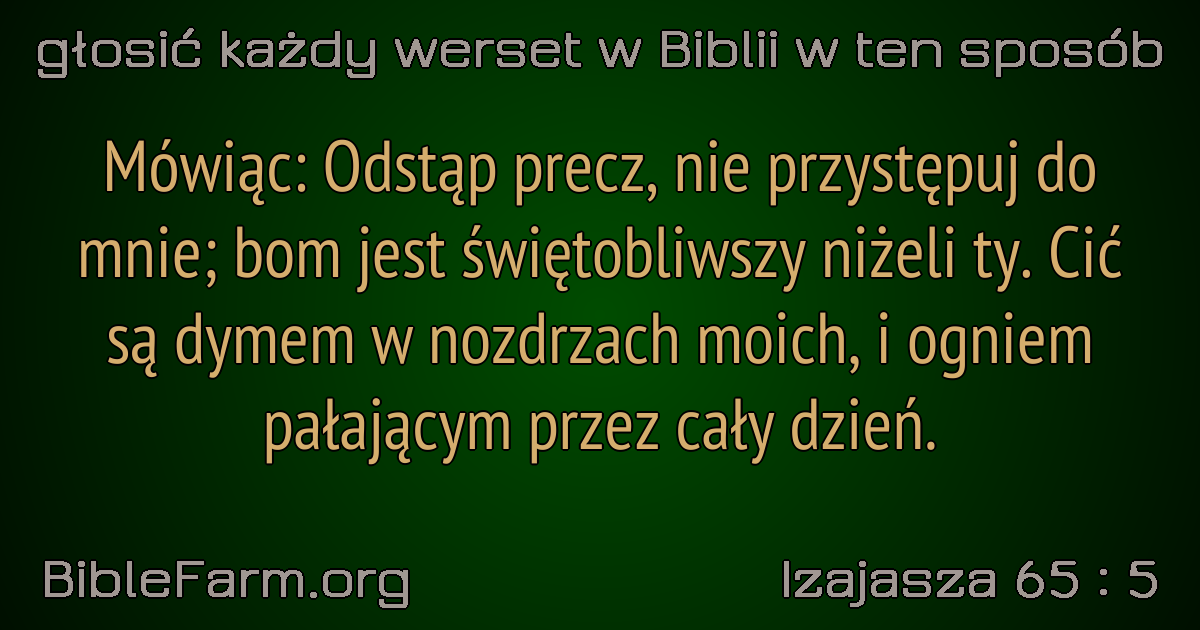 głosić każdy werset w Biblii w ten sposób
Mówiąc: Odstąp precz, nie przystępuj do
mnie; bom jest świętobliwszy niżeli ty. Cić
są dymem w nozdrzach moich, i ogniem
pałającym przez cały dzień.
BibleFarm.org
Izajasza 65 : 5